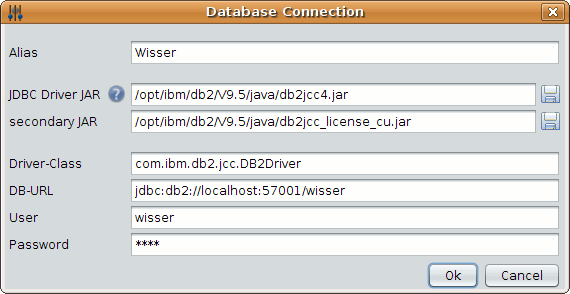 Database Connection
Alias Wisser
JDBC Driver JAR ? /opt/ibm/db2/V9.5/java/db2jcc4.jar
secondary JAR /opt/ibm/db2/V9.5/java/db2jcc_license_cu.jar
Driver-Class com.ibm.db2.jcc.DB2Driver
DB-URL jdbc:db2://localhost:57001/wisser
User wisser
Password ****
Ok Cancel